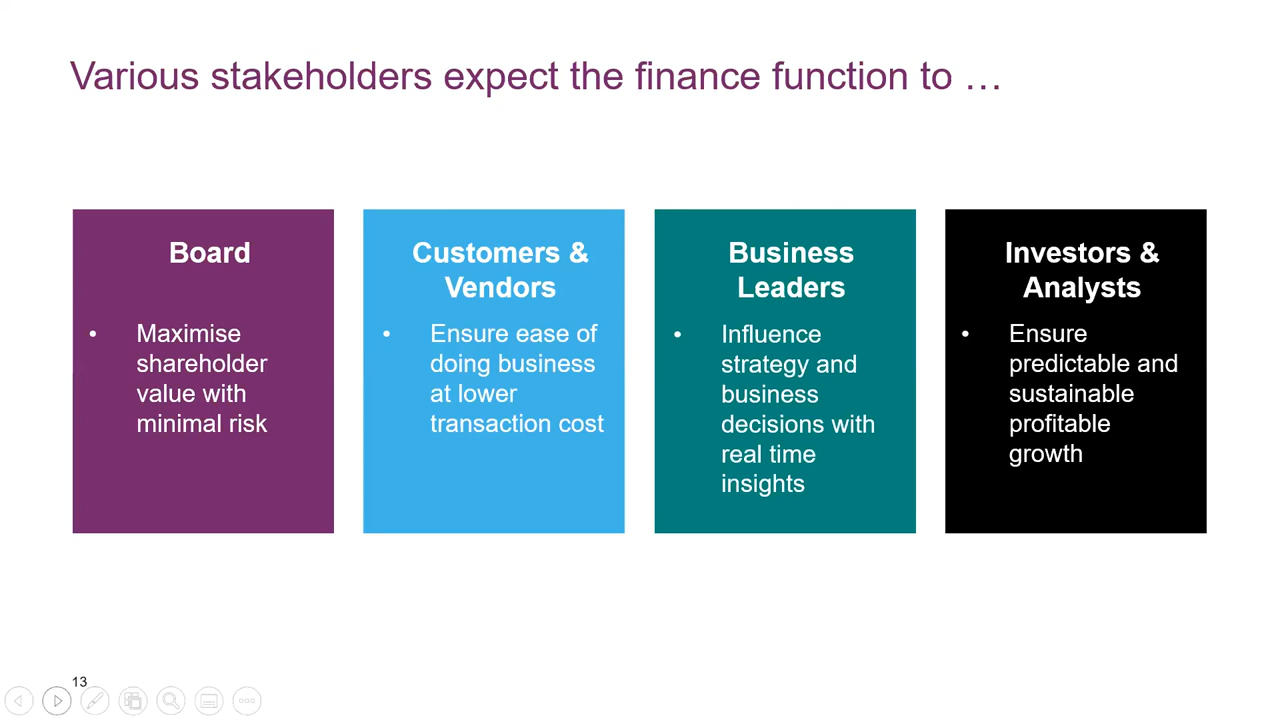 Various stakeholders expect the finance function to …
Board
• Maximise
shareholder
value with
minimal risk
Customers &
Vendors
• Ensure ease of
doing business
at lower
transaction cost
Business
Leaders
• Influence
strategy and
business
decisions with
real time
insights
Investors &
Analysts
• Ensure
predictable and
sustainable
profitable
growth
13